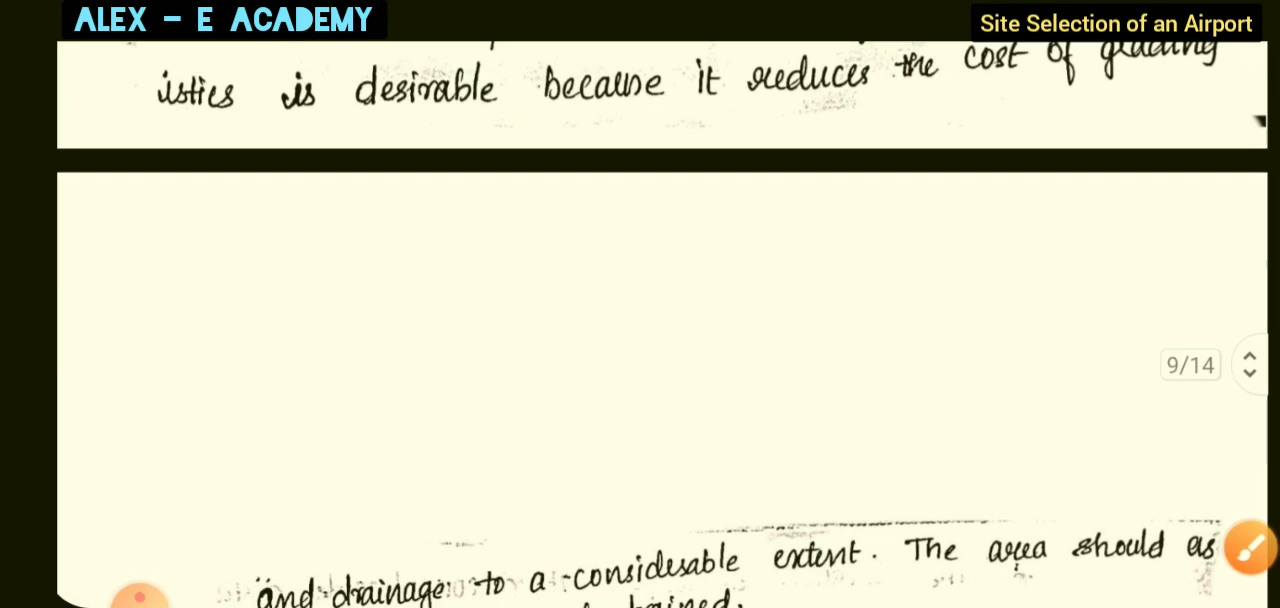 ALEX - E ACADEMY
Site Selection of an Airport
istics is desirable because it reduces the cost of grading
9/14
and drainage to a considerable extent. The area should as